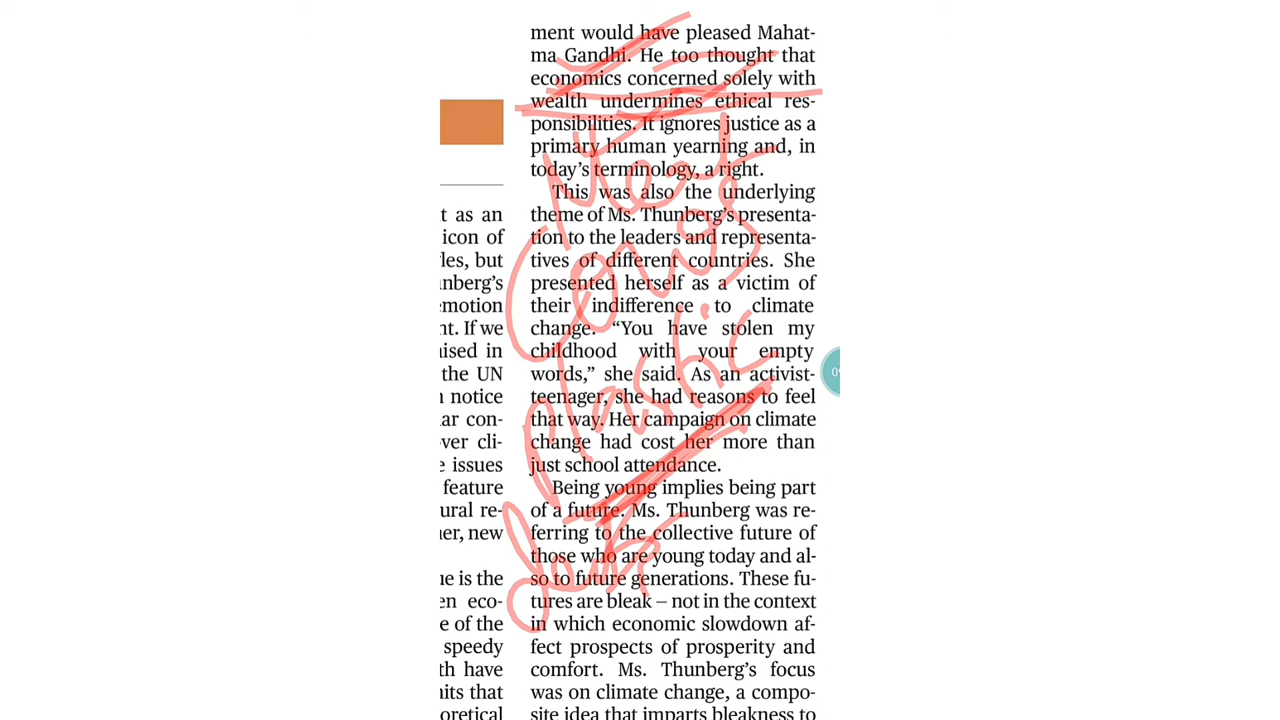 t as an
icon of
les, but
nberg's
emotion
nt. If we
ised in
the UN
notice
ar con-
ver cli-
e issues
feature
ural re-
er, new
ne is the
en eco-
e of the
speedy
th have
its that
oretical
ment would have pleased Mahat-
ma Gandhi. He too thought that
economics concerned solely with
wealth undermines ethical res-
ponsibilities. It ignores justice as a
primary human yearning and, in
today's terminology, a right.
This was also the underlying
theme of Ms. Thunberg's presenta-
tion to the leaders and representa-
tives of different countries. She
presented herself as a victim of
their indifference to climate
change. “You have stolen my
childhood with your empty
words,” she said. As an activist-
teenager, she had reasons to feel
that way. Her campaign on climate
change had cost her more than
just school attendance.
Being young implies being part
of a future. Ms. Thunberg was re-
ferring to the collective future of
those who are young today and al-
so to future generations. These fu-
tures are bleak – not in the context
in which economic slowdown af-
fect prospects of prosperity and
comfort. Ms. Thunberg's focus
was on climate change, a compo-
site idea that imparts bleakness to
Plastic